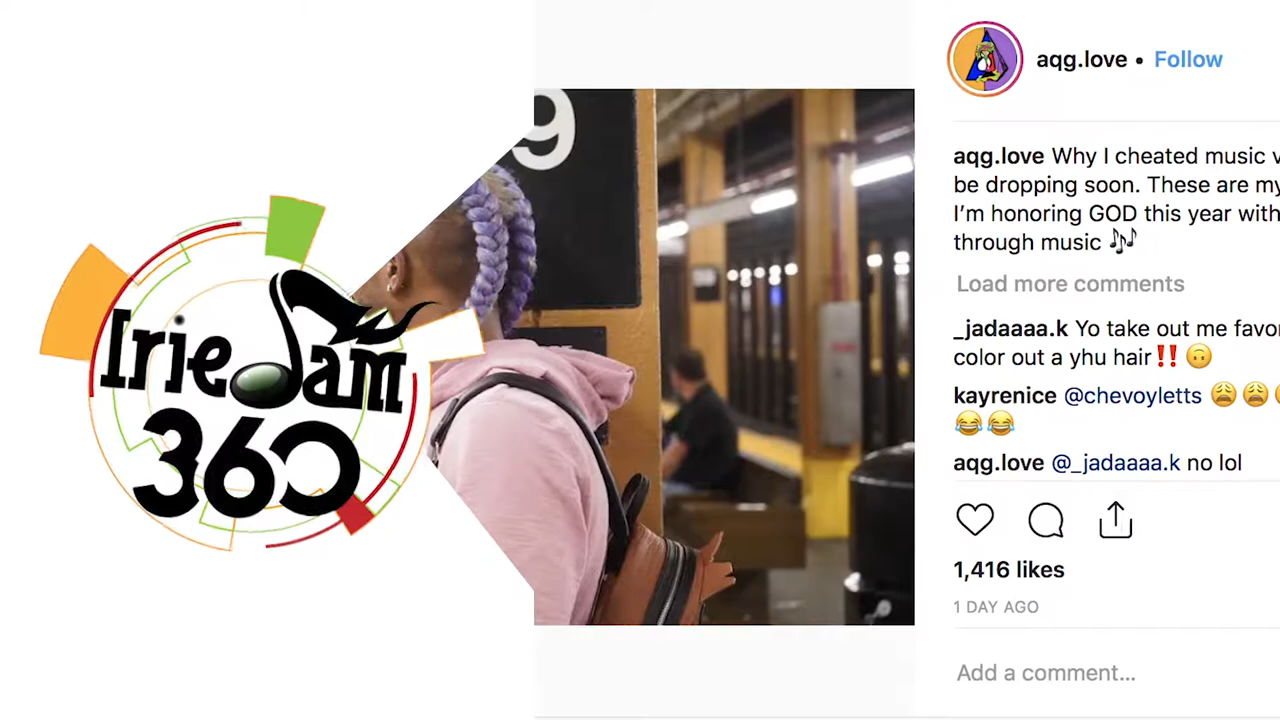 Irie Jam
360
9
aqg.love • Follow
aqg.love Why I cheated music v
be dropping soon. These are my
I'm honoring GOD this year with
through music 🎶
Load more comments
_jadaaaa.k Yo take out me favor
color out a yhu hair‼️🙃
kayrenice @chevoyletts 😩😩
😂😂
aqg.love @_jadaaaa.k no lol
1,416 likes
1 DAY AGO
Add a comment...